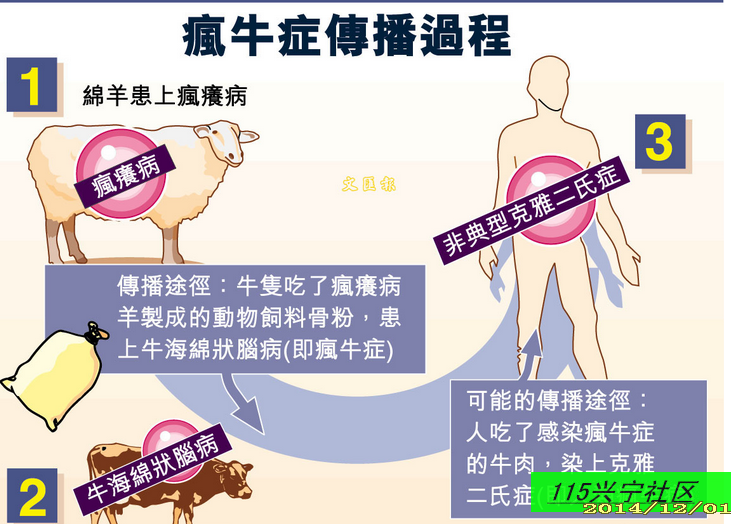 瘋牛症傳播過程
1
綿羊患上瘋癢病
瘋癢病
3
非典型克雅二氏症
文匯報
傳播途徑：牛隻吃了瘋癢病
羊製成的動物飼料骨粉，患
上牛海綿狀腦病(即瘋牛症)
2
牛海綿狀腦病
可能的傳播途徑：
人吃了感染瘋牛症
的牛肉，染上克雅
二氏症
115兴宁社区
2014/12/01